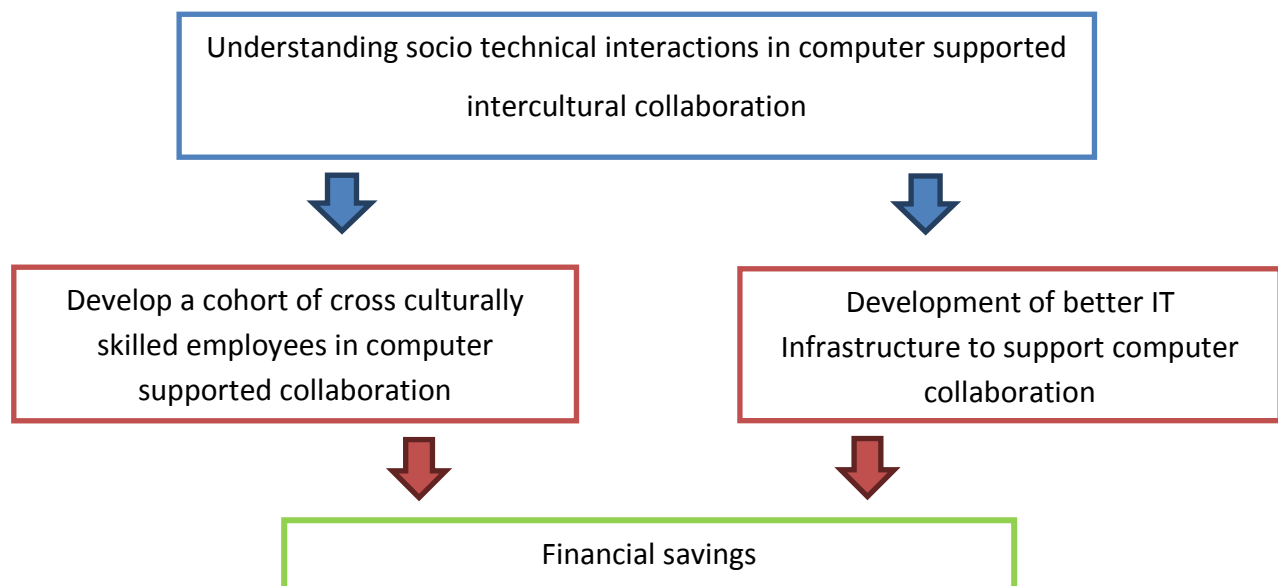 Understanding socio technical interactions in computer supported
intercultural collaboration
Develop a cohort of cross culturally
skilled employees in computer
supported collaboration
Development of better IT
Infrastructure to support computer
collaboration
Financial savings